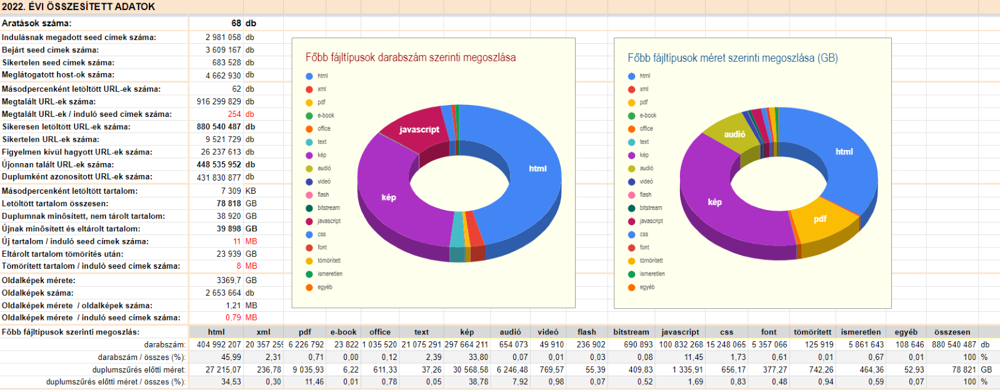 2022. ÉVI ÖSSZESÍTETT ADATOK
Aratások száma: 68 db
Indulásnak megadott seed címek száma: 2 981 058 db
Bejárt seed címek száma: 3 609 167 db
Sikertelen seed címek száma: 683 528 db
Meglátogatott host-ok száma: 4 662 930 db
Másodpercenként letöltött URL-ek száma: 62 db
Megtalált URL-ek száma: 916 299 829 db
Megtalált URL-ek / induló seed címek száma: 254 db
Sikeresen letöltött URL-ek száma: 880 540 487 db
Sikertelen URL-ek száma: 9 521 729 db
Figyelmen kívül hagyott URL-ek száma: 26 237 613 db
Újonnan talált URL-ek száma: 448 535 952 db
Duplumként azonosított URL-ek száma: 431 830 877 db
Másodpercenként letöltött tartalom: 7 309 KB
Letöltött tartalom összesen: 78 818 GB
Duplumnak minősített, nem tárolt tartalom: 38 920 GB
Újnak minősített és eltárolt tartalom: 39 898 GB
Új tartalom / induló seed címek száma: 11 MB
Eltárolt tartalom tömörítés után: 23 939 GB
Tömörített tartalom / induló seed címek száma: 8 MB
Oldalképek mérete: 3369,7 GB
Oldalképek száma: 2 653 664 db
Oldalképek mérete / oldalképek száma: 1,21 MB
Oldalképek mérete / induló seed címek száma: 0,79 MB
Főbb fájltípusok darabszám szerinti megoszlása
html
xml
pdf
e-book
office
text
kép
audió
videó
flash
bitstream
javascript
css
font
tömörített
ismeretlen
egyéb
javascript
html
kép
Főbb fájltípusok méret szerinti megoszlása (GB)
html
xml
pdf
e-book
office
text
kép
audió
videó
flash
bitstream
javascript
css
font
tömörített
ismeretlen
egyéb
audió
html
kép
pdf
Főbb fájltípusok szerinti megoszlás: html xml pdf e-book office text kép audió videó flash bitstream javascript css font tömörített ismeretlen egyéb összesen
darabszám: 404 992 207 20 357 259 6 226 792 23 822 1 035 520 21 075 291 297 664 211 654 073 49 910 236 902 690 893 100 832 268 15 248 065 5 357 066 125 919 5 861 643 108 646 880 540 487 db
darabszám / összes (%): 45,99 2,31 0,71 0,00 0,12 2,39 33,80 0,07 0,01 0,03 0,08 11,45 1,73 0,61 0,01 0,67 0,01 100 %
duplumszűrés előtti méret: 27 215,07 236,78 9 035,93 6,22 611,33 37,26 30 568,58 6 246,48 769,57 55,39 409,83 1 335,91 656,17 377,27 742,26 464,36 52,93 78 821 GB
duplumszűrés előtti méret / összes (%): 34,53 0,30 11,46 0,01 0,78 0,05 38,78 7,92 0,98 0,07 0,52 1,69 0,83 0,48 0,94 0,59 0,07 100 %